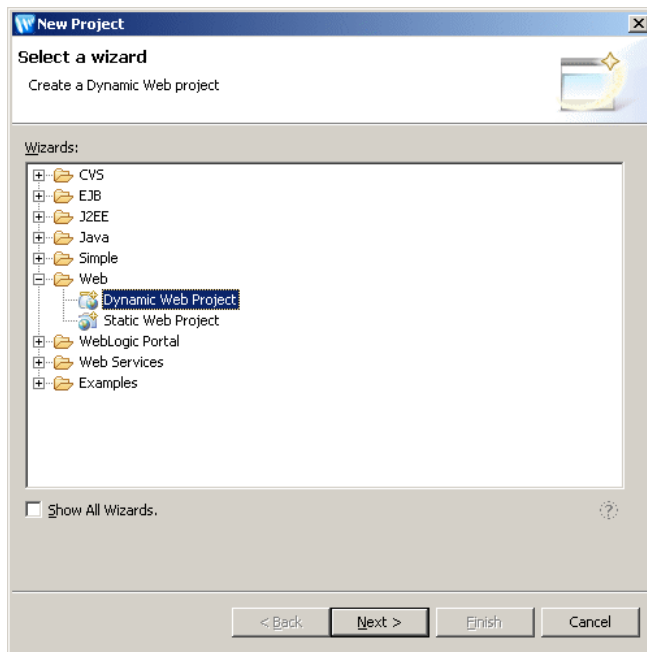 New Project
Select a wizard
Create a Dynamic Web project
Wizards:
CVS
EJB
J2EE
Java
Simple
Web
Dynamic Web Project
Static Web Project
WebLogic Portal
Web Services
Examples
Show All Wizards.
?
< Back Next > Finish Cancel